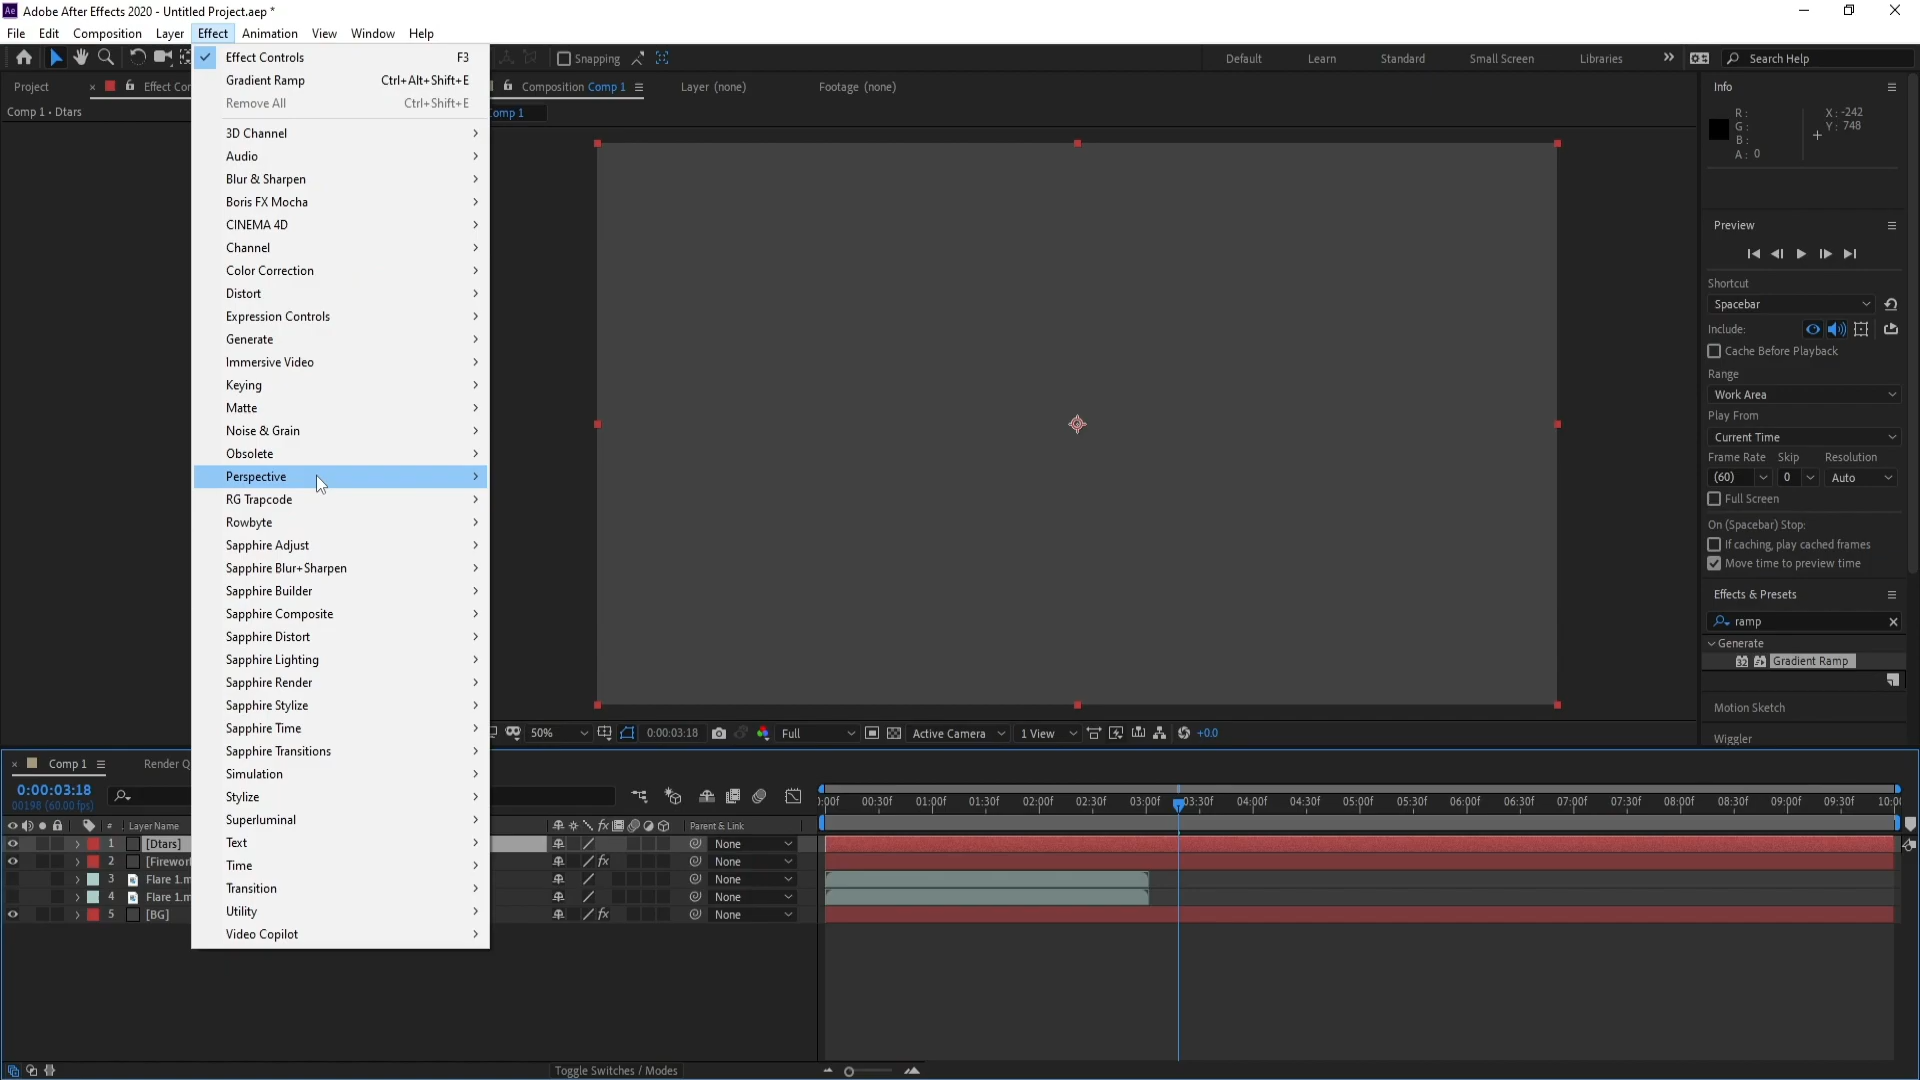 Adobe After Effects 2020 - Untitled Project.aep *
File Edit Composition Layer Effect Animation View Window Help
Snapping
Default Learn Standard Small Screen Libraries Search Help
Project Effect Con
Composition Comp 1 Layer (none) Footage (none)
Comp 1 • Dtars
omp 1
Effect Controls F3
Gradient Ramp Ctrl+Alt+Shift+E
Remove All Ctrl+Shift+E
3D Channel
Audio
Blur & Sharpen
Boris FX Mocha
CINEMA 4D
Channel
Color Correction
Distort
Expression Controls
Generate
Immersive Video
Keying
Matte
Noise & Grain
Obsolete
Perspective
RG Trapcode
Rowbyte
Sapphire Adjust
Sapphire Blur+Sharpen
Sapphire Builder
Sapphire Composite
Sapphire Distort
Sapphire Lighting
Sapphire Render
Sapphire Stylize
Sapphire Time
Sapphire Transitions
Simulation
Stylize
Superluminal
Text
Time
Transition
Utility
Video Copilot
Info
R : X : -242
G : Y : 748
B :
A : 0
Preview
Shortcut
Spacebar
Include:
Cache Before Playback
Range
Work Area
Play From
Current Time
Frame Rate Skip Resolution
(60) 0 Auto
Full Screen
On (Spacebar) Stop:
If caching, play cached frames
Move time to preview time
Effects & Presets
ramp
Generate
32 Gradient Ramp
Motion Sketch
Wiggler
50% 0:00:03:18 Full Active Camera 1 View +0.0
Comp 1 Render Q
0:00:03:18
00198 (60.00 fps)
:00f 00:30f 01:00f 01:30f 02:00f 02:30f 03:00f 03:30f 04:00f 04:30f 05:00f 05:30f 06:00f 06:30f 07:00f 07:30f 08:00f 08:30f 09:00f 09:30f 10:0
# Layer Name fx Parent & Link
1 [Dtars] None
2 [Firewor fx None
3 Flare 1.m None
4 Flare 1.m None
5 [BG] fx None
Toggle Switches / Modes